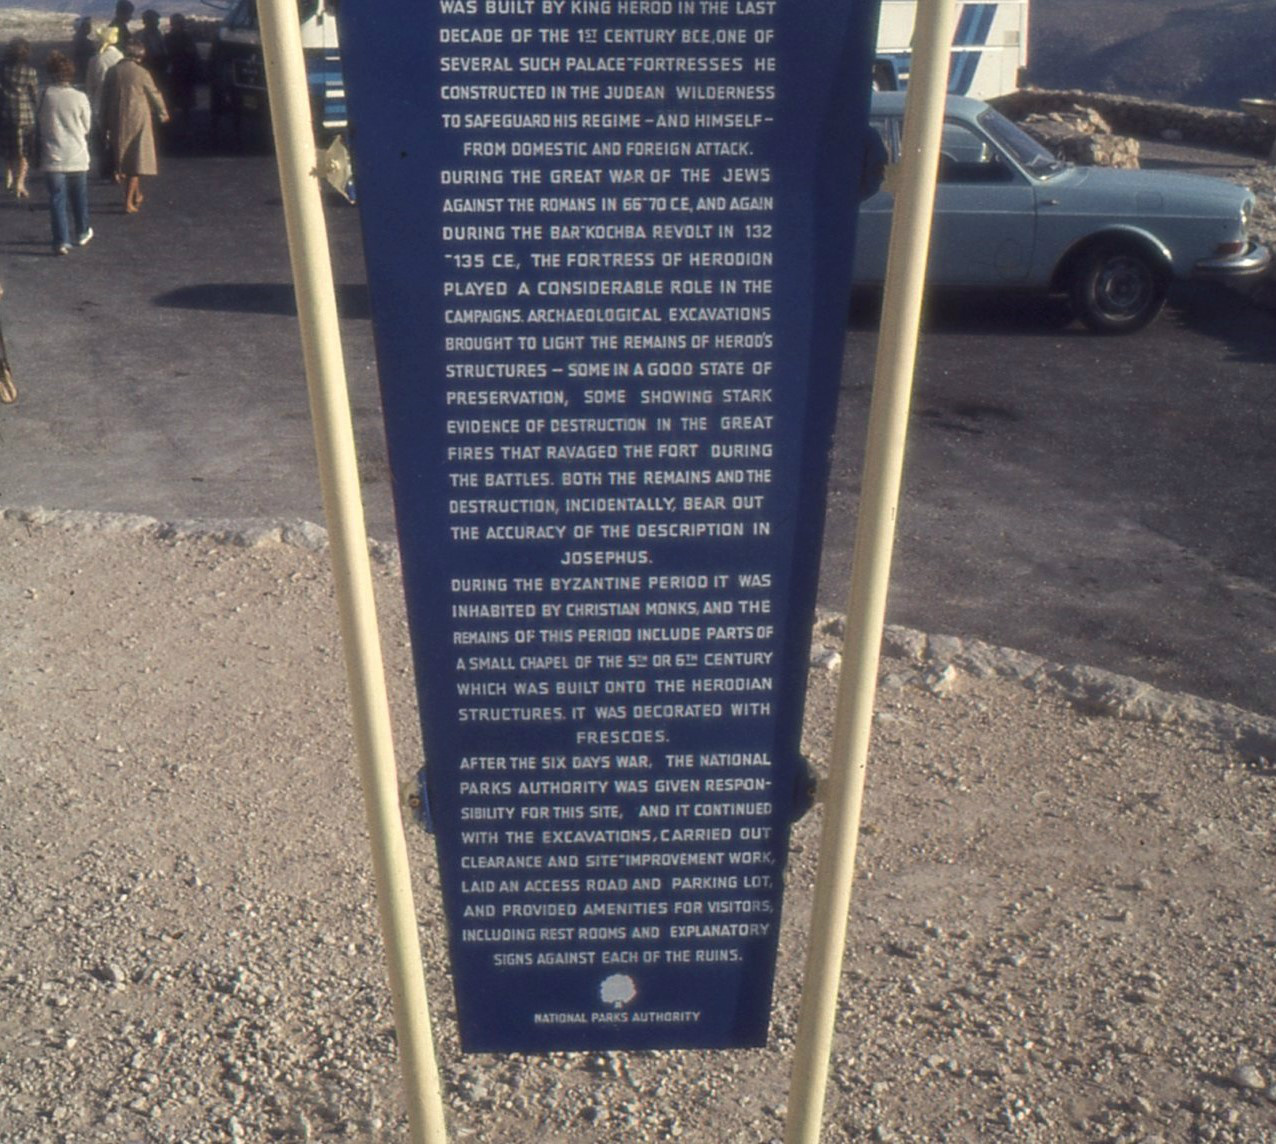 WAS BUILT BY KING HEROD IN THE LAST
DECADE OF THE 1ST CENTURY BCE, ONE OF
SEVERAL SUCH PALACE-FORTRESSES HE
CONSTRUCTED IN THE JUDEAN WILDERNESS
TO SAFEGUARD HIS REGIME - AND HIMSELF -
FROM DOMESTIC AND FOREIGN ATTACK.
DURING THE GREAT WAR OF THE JEWS
AGAINST THE ROMANS IN 66-70 CE, AND AGAIN
DURING THE BAR-KOCHBA REVOLT IN 132
-135 CE, THE FORTRESS OF HERODION
PLAYED A CONSIDERABLE ROLE IN THE
CAMPAIGNS. ARCHAEOLOGICAL EXCAVATIONS
BROUGHT TO LIGHT THE REMAINS OF HEROD'S
STRUCTURES - SOME IN A GOOD STATE OF
PRESERVATION, SOME SHOWING STARK
EVIDENCE OF DESTRUCTION IN THE GREAT
FIRES THAT RAVAGED THE FORT DURING
THE BATTLES. BOTH THE REMAINS AND THE
DESTRUCTION, INCIDENTALLY, BEAR OUT
THE ACCURACY OF THE DESCRIPTION IN
JOSEPHUS.
DURING THE BYZANTINE PERIOD IT WAS
INHABITED BY CHRISTIAN MONKS, AND THE
REMAINS OF THIS PERIOD INCLUDE PARTS OF
A SMALL CHAPEL OF THE 5TH OR 6TH CENTURY
WHICH WAS BUILT ONTO THE HERODIAN
STRUCTURES. IT WAS DECORATED WITH
FRESCOES.
AFTER THE SIX DAYS WAR, THE NATIONAL
PARKS AUTHORITY WAS GIVEN RESPON-
SIBILITY FOR THIS SITE, AND IT CONTINUED
WITH THE EXCAVATIONS, CARRIED OUT
CLEARANCE AND SITE-IMPROVEMENT WORK,
LAID AN ACCESS ROAD AND PARKING LOT,
AND PROVIDED AMENITIES FOR VISITORS,
INCLUDING REST ROOMS AND EXPLANATORY
SIGNS AGAINST EACH OF THE RUINS.
NATIONAL PARKS AUTHORITY